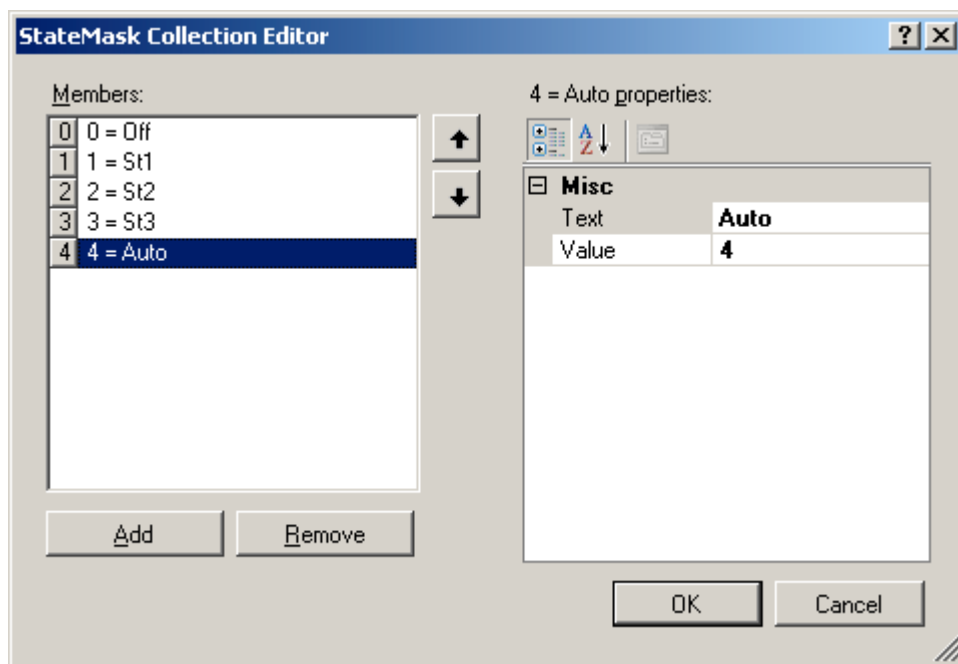 StateMask Collection Editor
Members:
0 0 = Off
1 1 = St1
2 2 = St2
3 3 = St3
4 4 = Auto
Add Remove
4 = Auto properties:
Misc
Text Auto
Value 4
OK Cancel